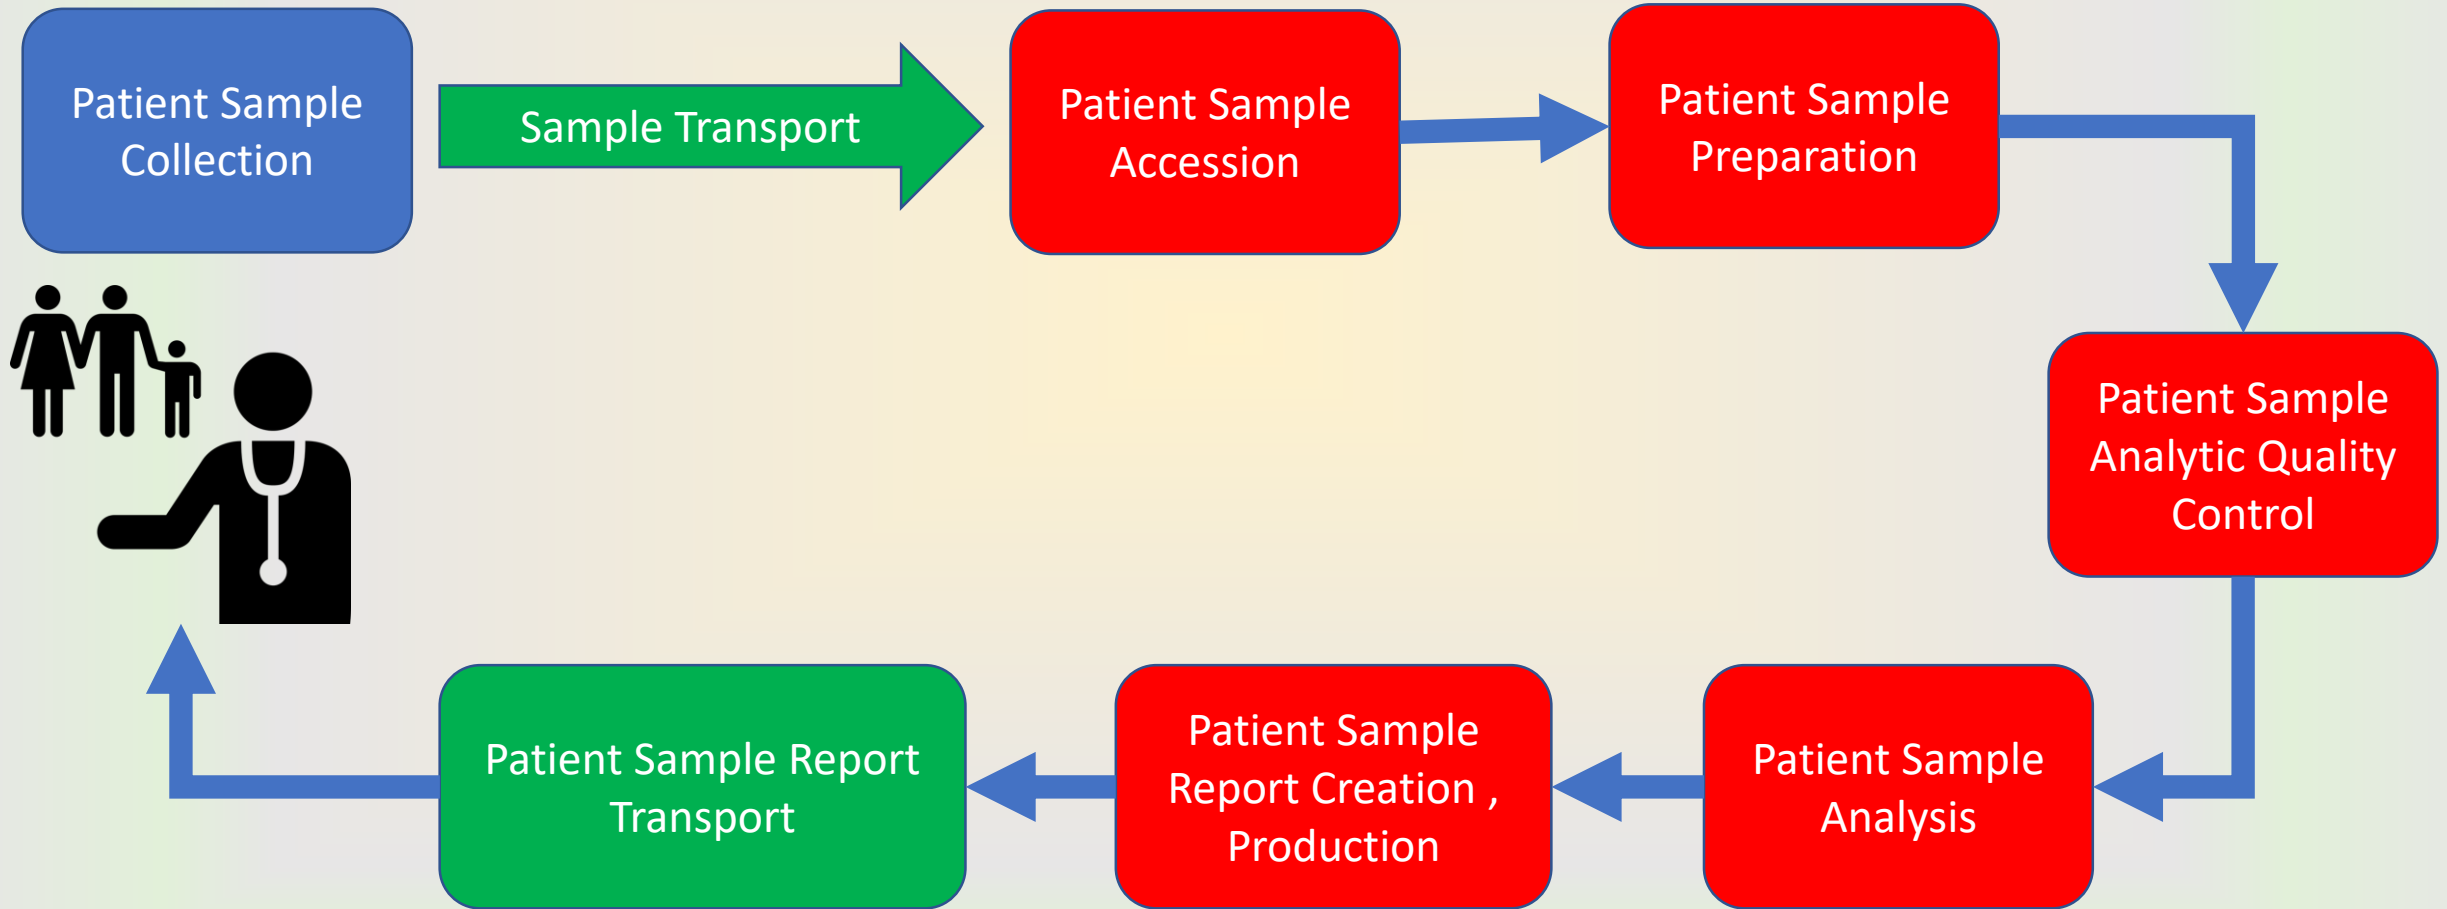 Patient Sample
Collection
Sample Transport
Patient Sample
Accession
Patient Sample
Preparation
Patient Sample
Analytic Quality
Control
Patient Sample
Analysis
Patient Sample
Report Creation ,
Production
Patient Sample Report
Transport